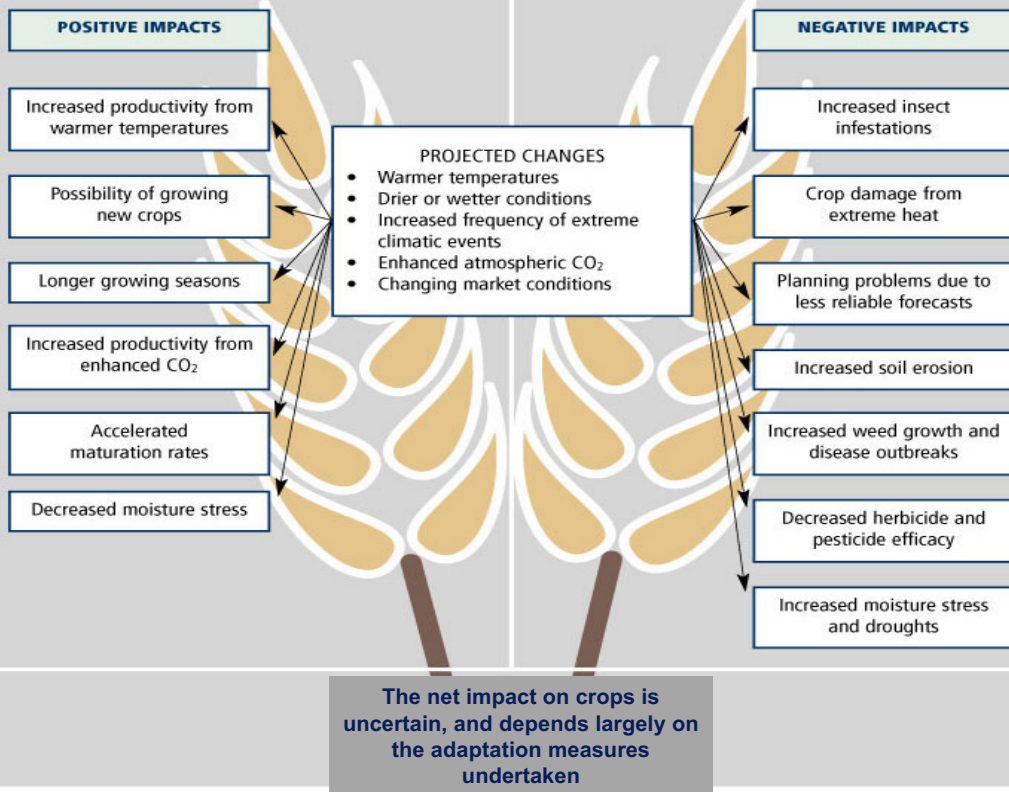 POSITIVE IMPACTS
Increased productivity from
warmer temperatures
Possibility of growing
new crops
Longer growing seasons
Increased productivity from
enhanced CO₂
Accelerated
maturation rates
Decreased moisture stress
PROJECTED CHANGES
• Warmer temperatures
• Drier or wetter conditions
• Increased frequency of extreme
climatic events
• Enhanced atmospheric CO₂
• Changing market conditions
NEGATIVE IMPACTS
Increased insect
infestations
Crop damage from
extreme heat
Planning problems due to
less reliable forecasts
Increased soil erosion
Increased weed growth and
disease outbreaks
Decreased herbicide and
pesticide efficacy
Increased moisture stress
and droughts
The net impact on crops is
uncertain, and depends largely on
the adaptation measures
undertaken